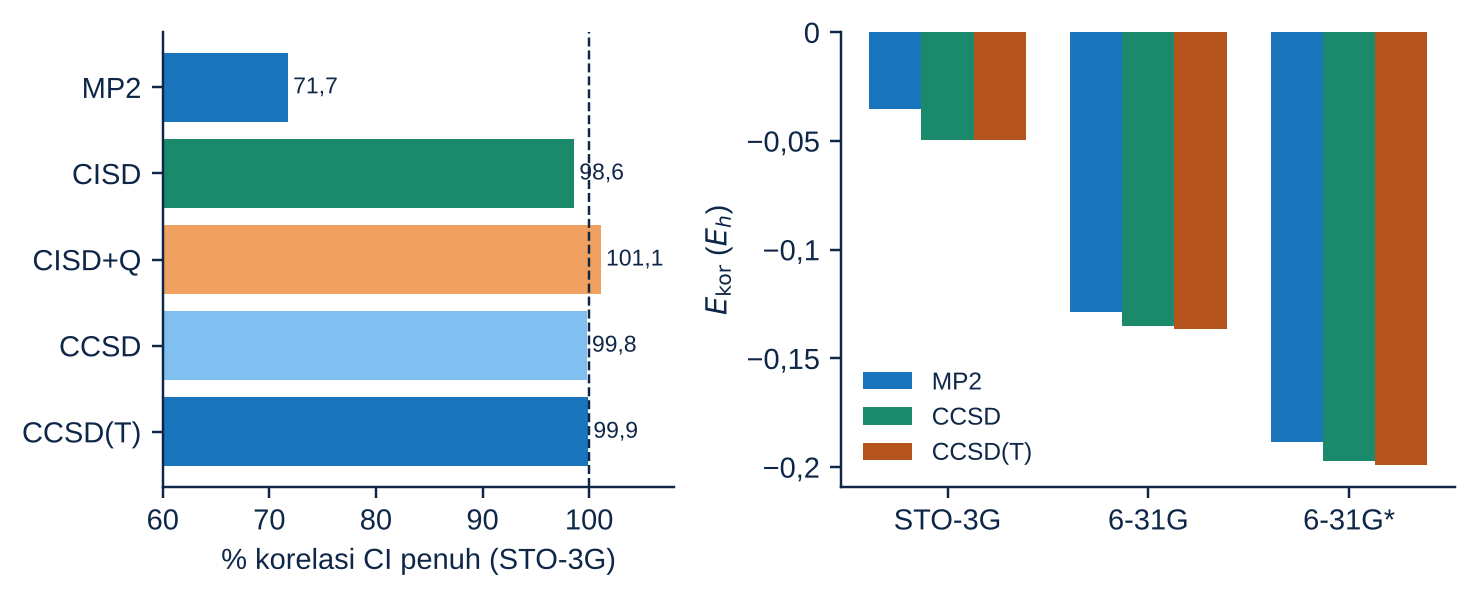 MP2
71,7
CISD
98,6
CISD+Q
101,1
CCSD
99,8
CCSD(T)
99,9
60 70 80 90 100
% korelasi CI penuh (STO-3G)
0
−0,05
−0,1
−0,15
−0,2
E_kor (E_h)
MP2
CCSD
CCSD(T)
STO-3G 6-31G 6-31G*